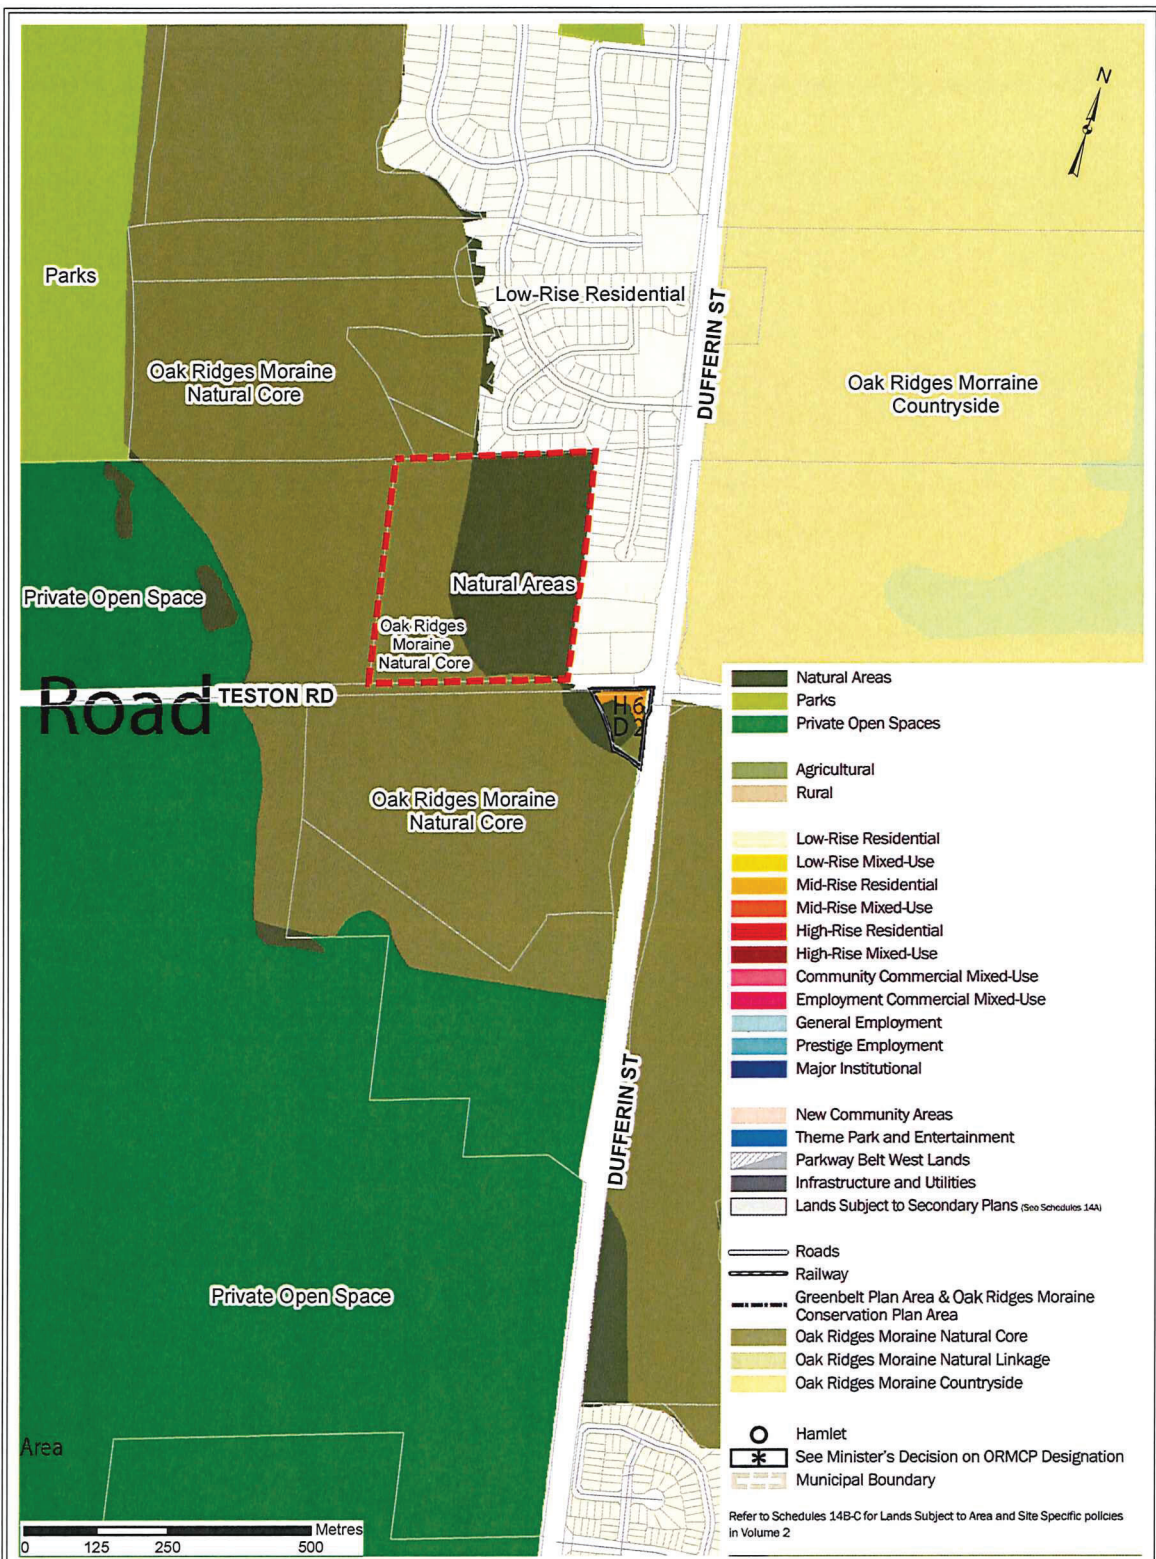 N
Parks
Low-Rise Residential
DUFFERIN ST
Oak Ridges Moraine
Natural Core
Oak Ridges Morraine
Countryside
Natural Areas
Private Open Space
Oak Ridges
Moraine
Natural Core
Road
TESTON RD
H 6
D 2
Oak Ridges Moraine
Natural Core
DUFFERIN ST
Private Open Space
Area
Metres
0 125 250 500
Natural Areas
Parks
Private Open Spaces
Agricultural
Rural
Low-Rise Residential
Low-Rise Mixed-Use
Mid-Rise Residential
Mid-Rise Mixed-Use
High-Rise Residential
High-Rise Mixed-Use
Community Commercial Mixed-Use
Employment Commercial Mixed-Use
General Employment
Prestige Employment
Major Institutional
New Community Areas
Theme Park and Entertainment
Parkway Belt West Lands
Infrastructure and Utilities
Lands Subject to Secondary Plans (See Schedules 14A)
Roads
Railway
Greenbelt Plan Area & Oak Ridges Moraine
Conservation Plan Area
Oak Ridges Moraine Natural Core
Oak Ridges Moraine Natural Linkage
Oak Ridges Moraine Countryside
Hamlet
* See Minister's Decision on ORMCP Designation
Municipal Boundary
Refer to Schedules 14B-C for Lands Subject to Area and Site Specific policies
in Volume 2